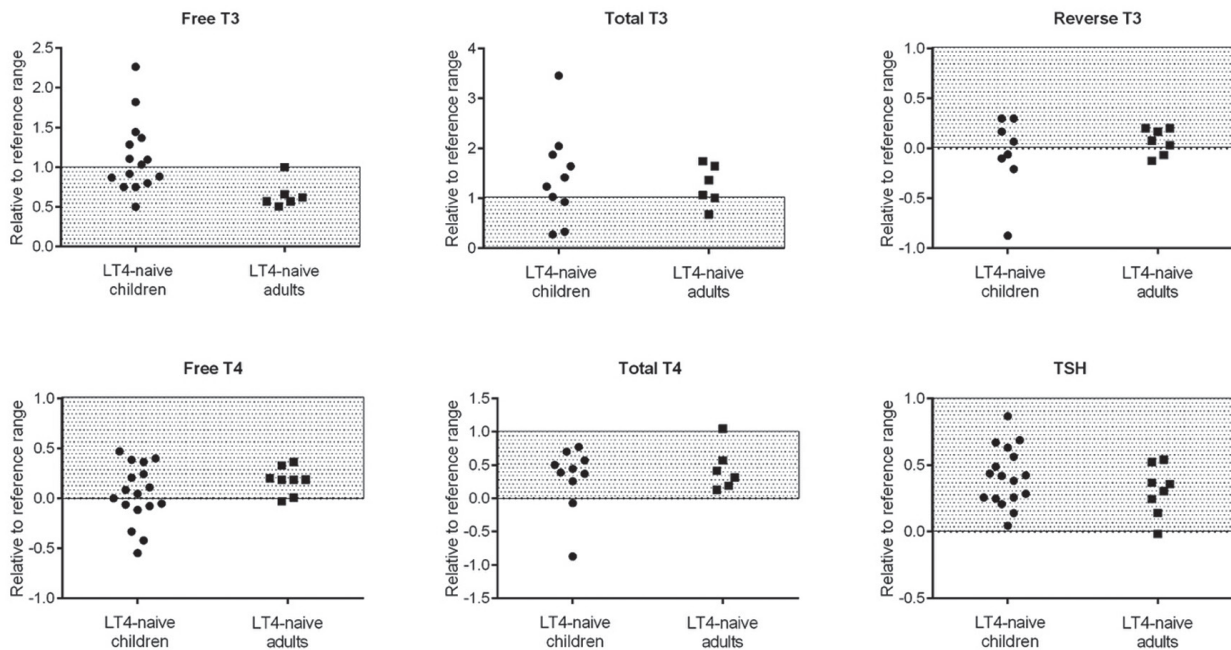 Free T3
Relative to reference range
2.5
2.0
1.5
1.0
0.5
0.0
LT4-naive
children
LT4-naive
adults
Total T3
Relative to reference range
4
3
2
1
0
LT4-naive
children
LT4-naive
adults
Reverse T3
Relative to reference range
1.0
0.5
0.0
-0.5
-1.0
LT4-naive
children
LT4-naive
adults
Free T4
Relative to reference range
1.0
0.5
0.0
-0.5
-1.0
LT4-naive
children
LT4-naive
adults
Total T4
Relative to reference range
1.5
1.0
0.5
0.0
-0.5
-1.0
-1.5
LT4-naive
children
LT4-naive
adults
TSH
Relative to reference range
1.0
0.5
0.0
-0.5
LT4-naive
children
LT4-naive
adults